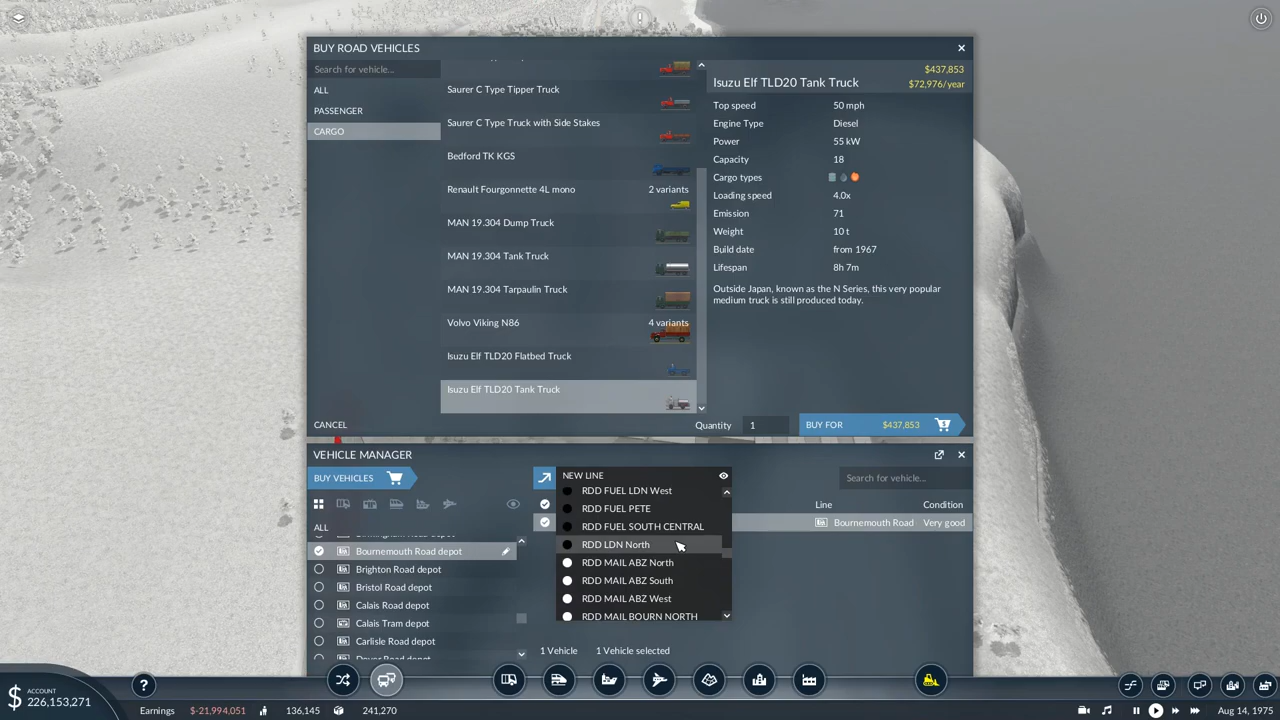 BUY ROAD VEHICLES
Search for vehicle...
ALL
PASSENGER
CARGO
Saurer C Type Tipper Truck
Saurer C Type Truck with Side Stakes
Bedford TK KGS
Renault Fourgonnette 4L mono 2 variants
MAN 19.304 Dump Truck
MAN 19.304 Tank Truck
MAN 19.304 Tarpaulin Truck
Volvo Viking N86 4 variants
Isuzu Elf TLD20 Flatbed Truck
Isuzu Elf TLD20 Tank Truck
$437,853
Isuzu Elf TLD20 Tank Truck $72,976/year
Top speed 50 mph
Engine Type Diesel
Power 55 kW
Capacity 18
Cargo types
Loading speed 4.0x
Emission 71
Weight 10 t
Build date from 1967
Lifespan 8h 7m
Outside Japan, known as the N Series, this very popular
medium truck is still produced today.
CANCEL Quantity 1 BUY FOR $437,853
VEHICLE MANAGER
BUY VEHICLES
ALL
Bournemouth Road depot
Brighton Road depot
Bristol Road depot
Calais Road depot
Calais Tram depot
Carlisle Road depot
NEW LINE
RDD FUEL LDN West
RDD FUEL PETE
RDD FUEL SOUTH CENTRAL
RDD LDN North
RDD MAIL ABZ North
RDD MAIL ABZ South
RDD MAIL ABZ West
RDD MAIL BOURN NORTH
Search for vehicle...
Line Condition
Bournemouth Road Very good
1 Vehicle 1 Vehicle selected
$ ACCOUNT
226,153,271
?
Earnings $-21,994,051 136,145 241,270 Aug 14, 1975